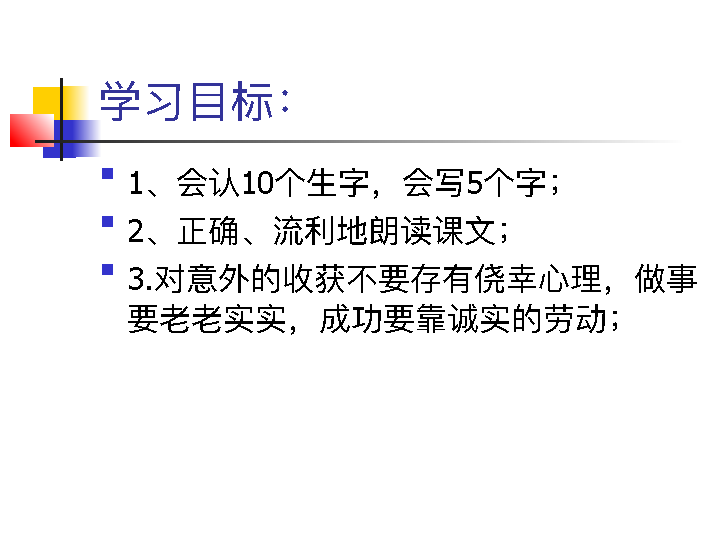 学习目标：
1、会认10个生字，会写5个字；
2、正确、流利地朗读课文；
3.对意外的收获不要存有侥幸心理，做事
要老老实实，成功要靠诚实的劳动；